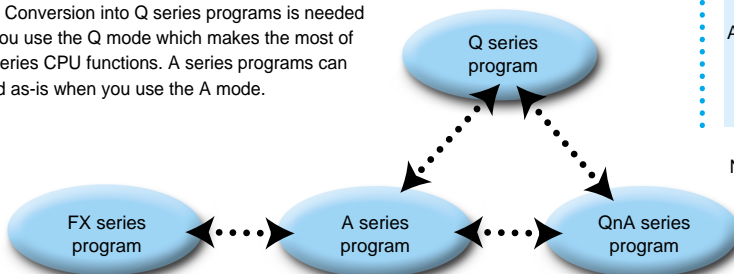 Conversion into Q series programs is needed
you use the Q mode which makes the most of
series CPU functions. A series programs can
as-is when you use the A mode.
Q series
program
FX series
program
A series
program
QnA series
program